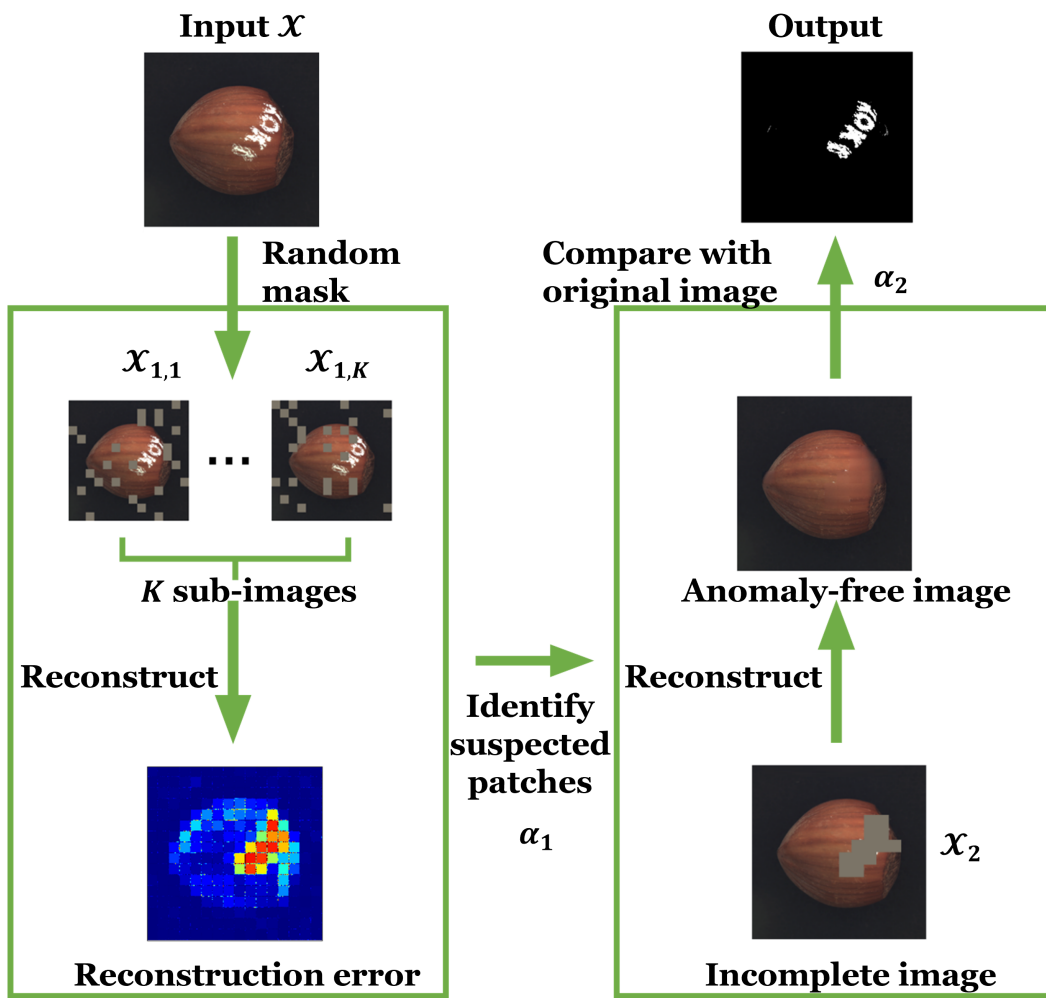 Input 𝒳
Random
mask
𝒳₁,₁
𝒳₁,K
...
K sub-images
Reconstruct
Reconstruction error
Identify
suspected
patches
α₁
Output
Compare with
original image
α₂
Anomaly-free image
Reconstruct
𝒳₂
Incomplete image